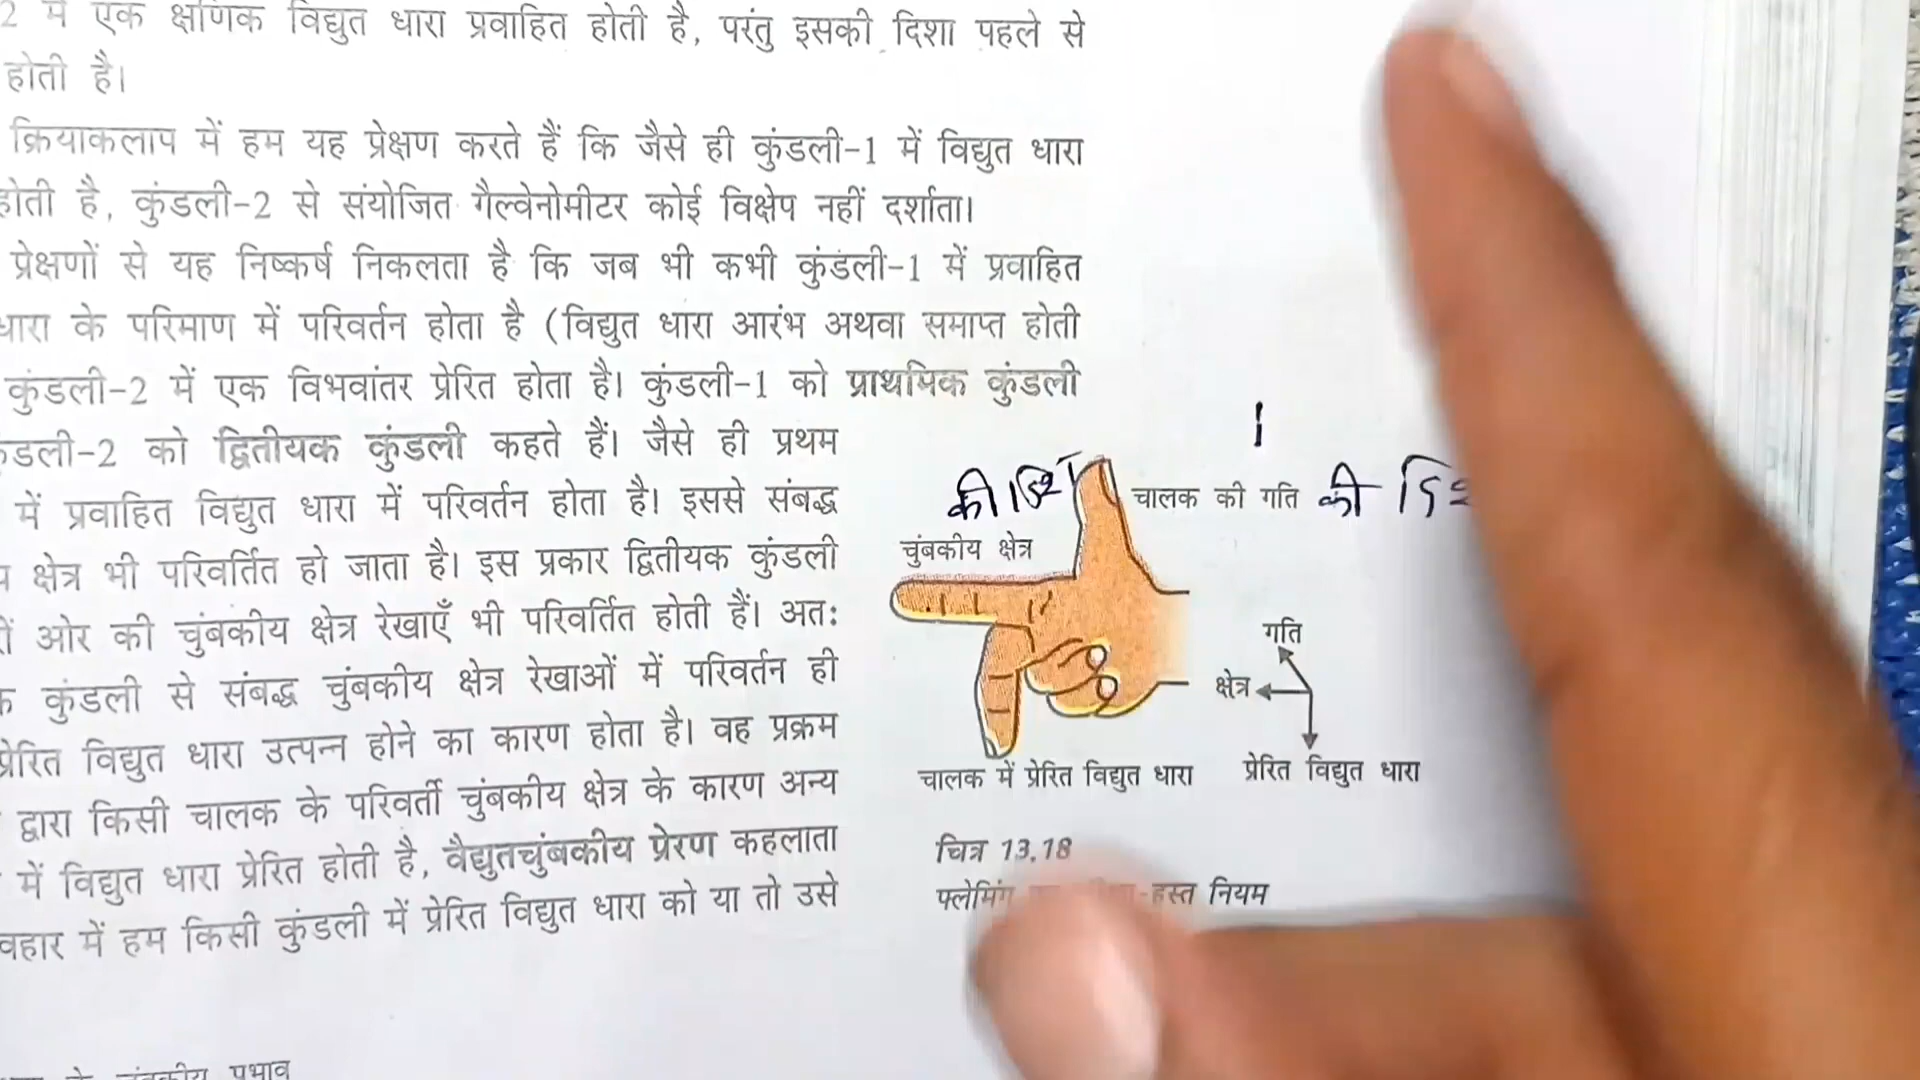 2 में एक क्षणिक विद्युत धारा प्रवाहित होती है, परंतु इसकी दिशा पहले से
होती है।
क्रियाकलाप में हम यह प्रेक्षण करते हैं कि जैसे ही कुंडली-1 में विद्युत धारा
होती है, कुंडली-2 से संयोजित गैल्वेनोमीटर कोई विक्षेप नहीं दर्शाता।
प्रेक्षणों से यह निष्कर्ष निकलता है कि जब भी कभी कुंडली-1 में प्रवाहित
धारा के परिमाण में परिवर्तन होता है (विद्युत धारा आरंभ अथवा समाप्त होती
कुंडली-2 में एक विभवांतर प्रेरित होता है। कुंडली-1 को प्राथमिक कुंडली
कुंडली-2 को द्वितीयक कुंडली कहते हैं। जैसे ही प्रथम
में प्रवाहित विद्युत धारा में परिवर्तन होता है। इससे संबद्ध
क्षेत्र भी परिवर्तित हो जाता है। इस प्रकार द्वितीयक कुंडली
ओर की चुंबकीय क्षेत्र रेखाएँ भी परिवर्तित होती हैं। अतः
कुंडली से संबद्ध चुंबकीय क्षेत्र रेखाओं में परिवर्तन ही
प्रेरित विद्युत धारा उत्पन्न होने का कारण होता है। वह प्रक्रम
द्वारा किसी चालक के परिवर्ती चुंबकीय क्षेत्र के कारण अन्य
में विद्युत धारा प्रेरित होती है, वैद्युतचुंबकीय प्रेरण कहलाता
हम किसी कुंडली में प्रेरित विद्युत धारा को या तो उसे
के चुंबकीय प्रभाव
की
चालक की गति की
चुंबकीय क्षेत्र
गति
क्षेत्र
चालक में प्रेरित विद्युत धारा
प्रेरित विद्युत धारा
चित्र 13.18
फ्लेमिंग -हस्त नियम